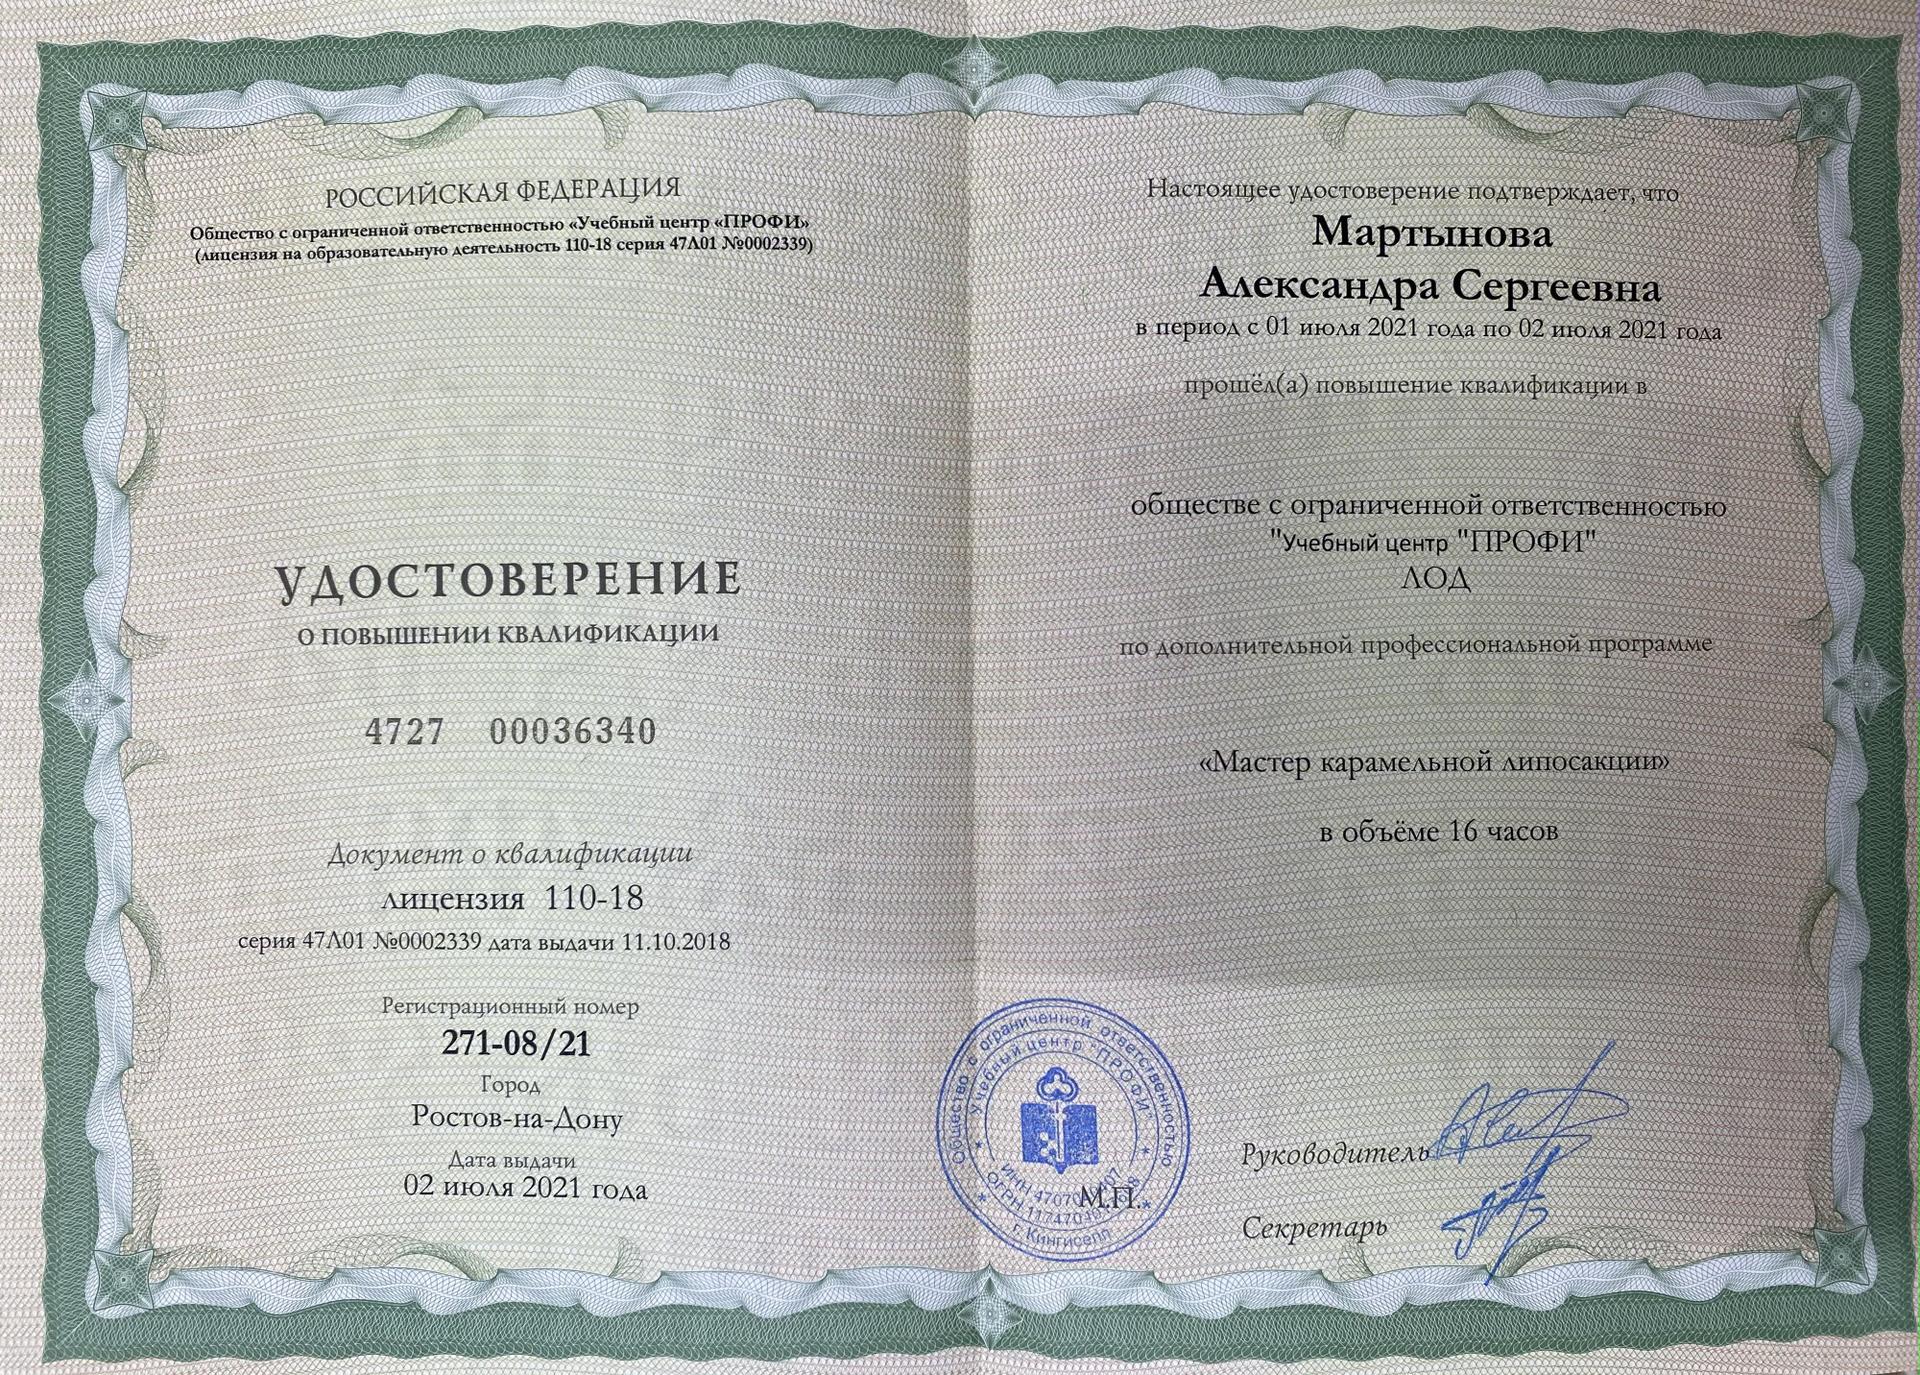 РОССИЙСКАЯ ФЕДЕРАЦИЯ
Общество с ограниченной ответственностью «Учебный центр «ПРОФИ»
(лицензия на образовательную деятельность 110-18 серия 47Л01 №0002339)
УДОСТОВЕРЕНИЕ
О ПОВЫШЕНИИ КВАЛИФИКАЦИИ
4727 00036340
Документ о квалификации
лицензия 110-18
серия 47Л01 №0002339 дата выдачи 11.10.2018
Регистрационный номер
271-08/21
Город
Ростов-на-Дону
Дата выдачи
02 июля 2021 года
Настоящее удостоверение подтверждает, что
Мартынова
Александра Сергеевна
в период с 01 июля 2021 года по 02 июля 2021 года
прошёл(а) повышение квалификации в
обществе с ограниченной ответственностью
"Учебный центр "ПРОФИ"
ЛОД
по дополнительной профессиональной программе
«Мастер карамельной липосакции»
в объёме 16 часов
Общество с ограниченной ответственностью
Учебный центр "ПРОФИ"
ИНН
ОГРН
г. Кингисепп
М.П.
Руководитель
Секретарь